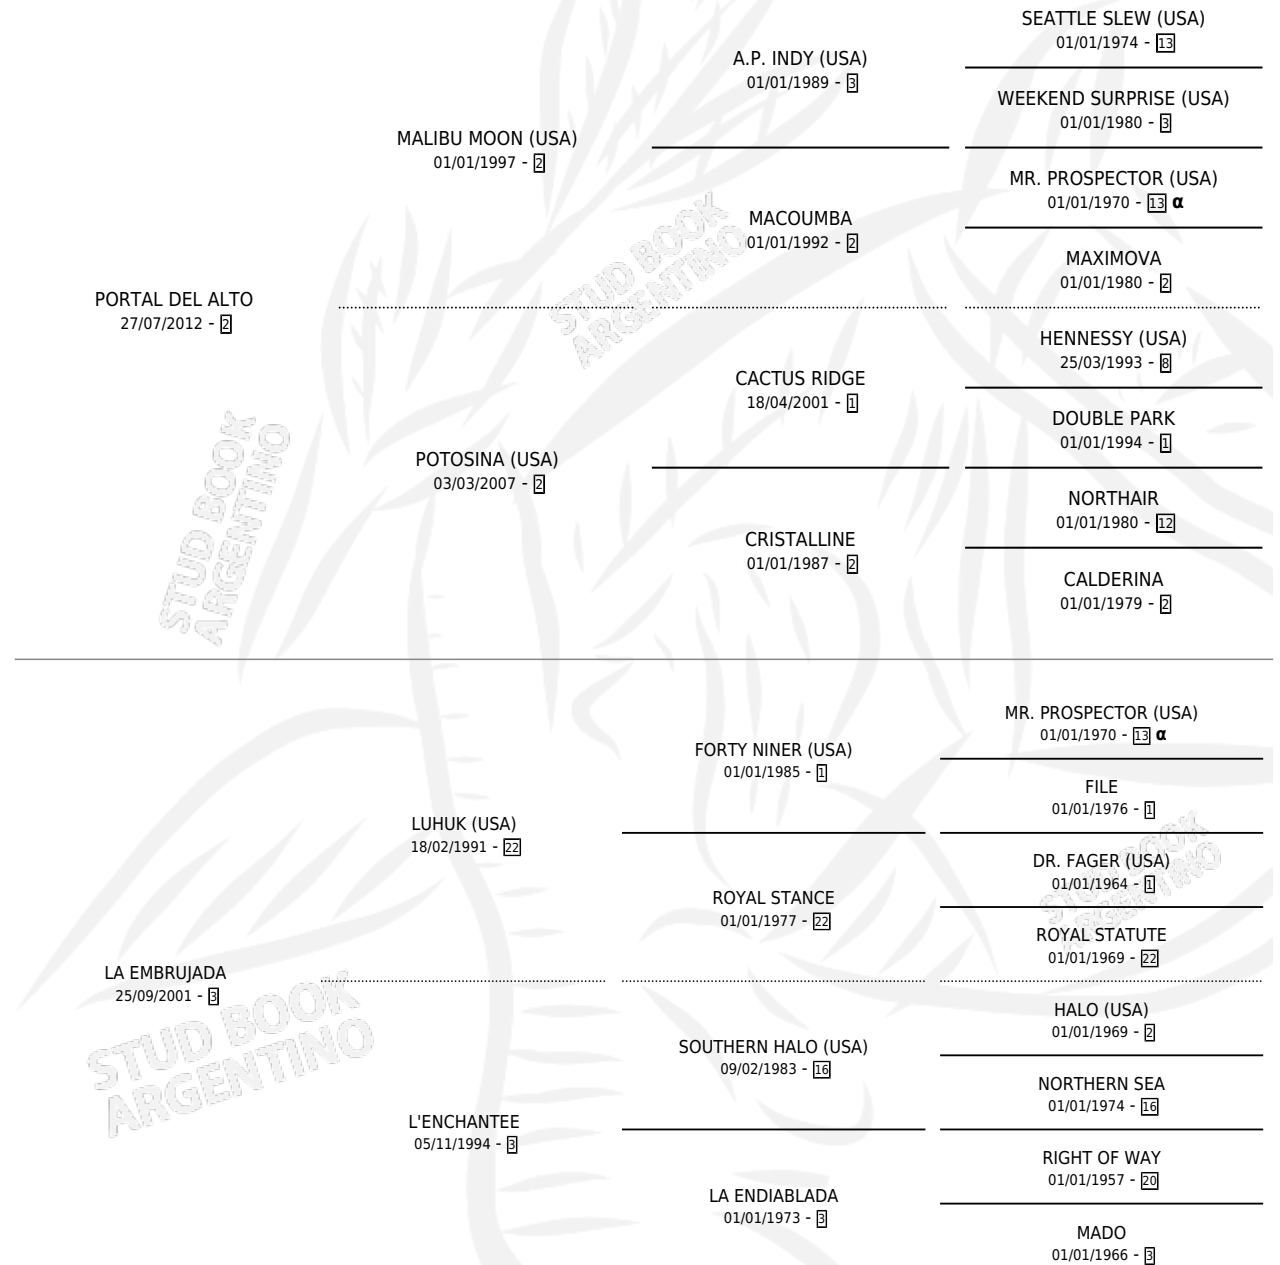 SEATTLE SLEW (USA)
01/01/1974 - 13
A.P. INDY (USA)
01/01/1989 - 3
WEEKEND SURPRISE (USA)
01/01/1980 - 3
MALIBU MOON (USA)
01/01/1997 - 2
MR. PROSPECTOR (USA)
01/01/1970 - 13 α
MACOUMBA
01/01/1992 - 2
MAXIMOVA
01/01/1980 - 2
PORTAL DEL ALTO
27/07/2012 - 2
HENNESSY (USA)
25/03/1993 - 8
CACTUS RIDGE
18/04/2001 - 1
DOUBLE PARK
01/01/1994 - 1
POTOSINA (USA)
03/03/2007 - 2
NORTHAIR
01/01/1980 - 12
CRISTALLINE
01/01/1987 - 2
CALDERINA
01/01/1979 - 2
MR. PROSPECTOR (USA)
01/01/1970 - 13 α
FORTY NINER (USA)
01/01/1985 - 1
FILE
01/01/1976 - 1
LUHUK (USA)
18/02/1991 - 22
DR. FAGER (USA)
01/01/1964 - 1
ROYAL STANCE
01/01/1977 - 22
ROYAL STATUTE
01/01/1969 - 22
LA EMBRUJADA
25/09/2001 - 3
HALO (USA)
01/01/1969 - 2
SOUTHERN HALO (USA)
09/02/1983 - 16
NORTHERN SEA
01/01/1974 - 16
L'ENCHANTEE
05/11/1994 - 3
RIGHT OF WAY
01/01/1957 - 20
LA ENDIABLADA
01/01/1973 - 3
MADO
01/01/1966 - 3
STUD BOOK
ARGENTINO
STUD BOOK
ARGENTINO
STUD BOOK
ARGENTINO
STUD BOOK
ARGENTINO